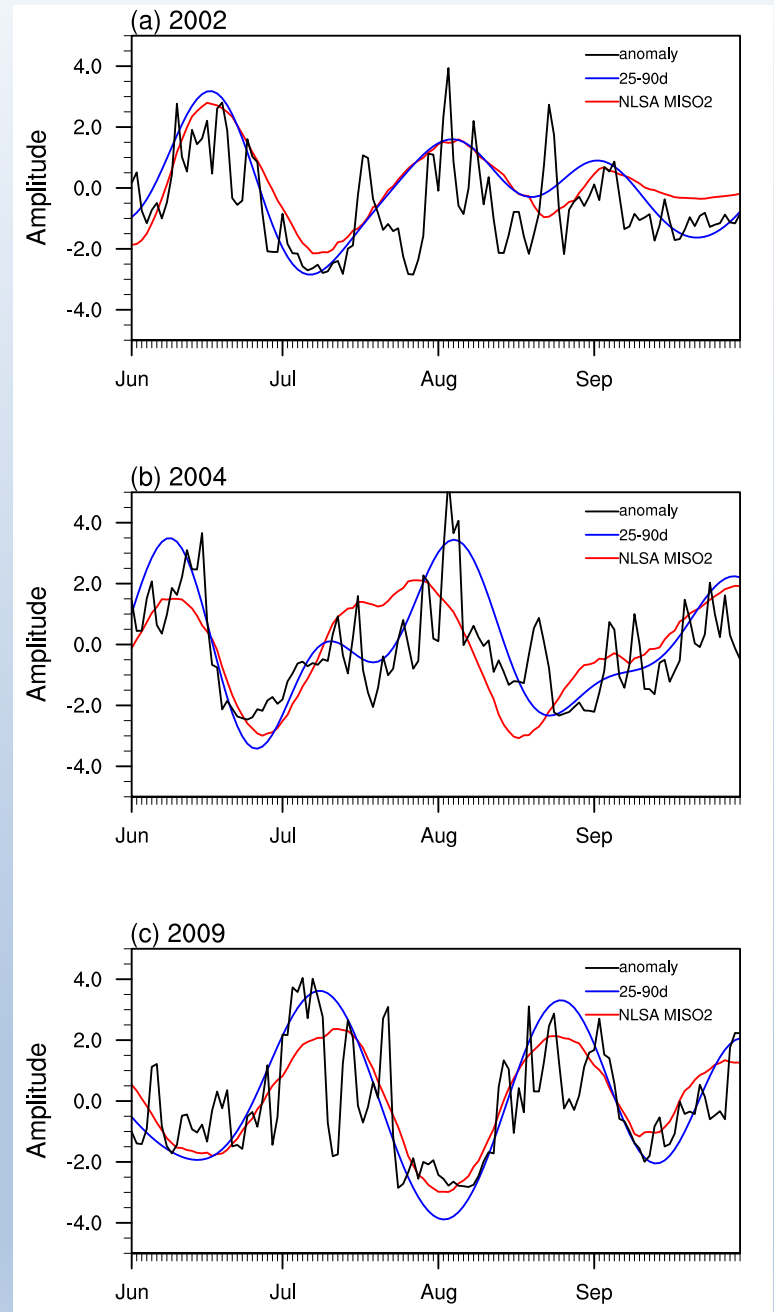 (a) 2002
anomaly
25-90d
NLSA MISO2
4.0
2.0
0.0
-2.0
-4.0
Amplitude
Jun Jul Aug Sep
(b) 2004
anomaly
25-90d
NLSA MISO2
4.0
2.0
0.0
-2.0
-4.0
Amplitude
Jun Jul Aug Sep
(c) 2009
anomaly
25-90d
NLSA MISO2
4.0
2.0
0.0
-2.0
-4.0
Amplitude
Jun Jul Aug Sep